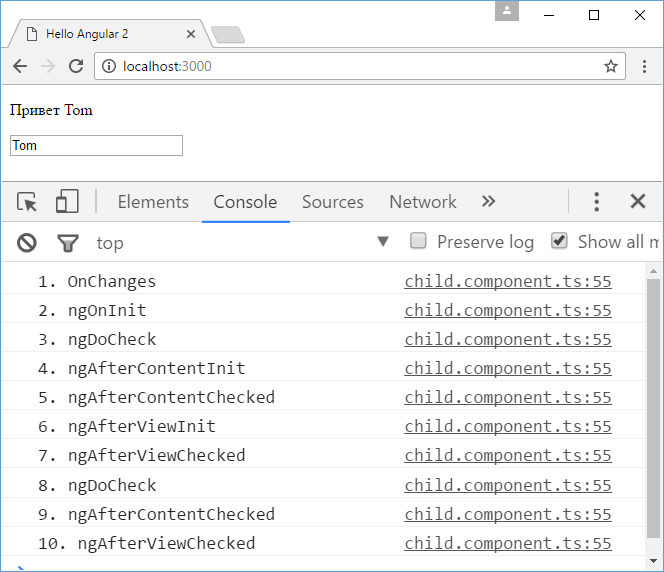 Hello Angular 2
localhost:3000
Привет Tom
Tom
Elements Console Sources Network
top Preserve log Show all m
1. OnChanges child.component.ts:55
2. ngOnInit child.component.ts:55
3. ngDoCheck child.component.ts:55
4. ngAfterContentInit child.component.ts:55
5. ngAfterContentChecked child.component.ts:55
6. ngAfterViewInit child.component.ts:55
7. ngAfterViewChecked child.component.ts:55
8. ngDoCheck child.component.ts:55
9. ngAfterContentChecked child.component.ts:55
10. ngAfterViewChecked child.component.ts:55